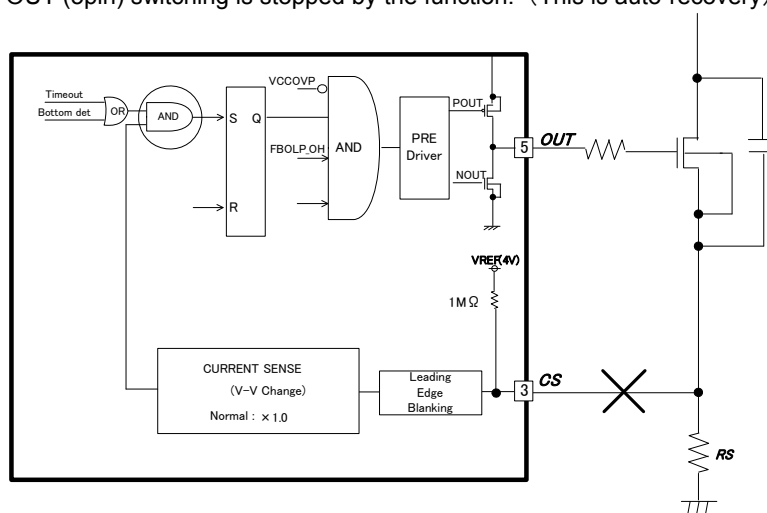 OUT (5pin) switching is stopped by the function. (This is auto recovery)
Timeout
Bottom det
OR
AND
S Q
R
VCCOVP
FBOLP_OH
AND
PRE
Driver
POUT
NOUT
5 OUT
VREF(4V)
1MΩ
CURRENT SENSE
(V-V Change)
Normal : ×1.0
Leading
Edge
Blanking
3 CS
RS